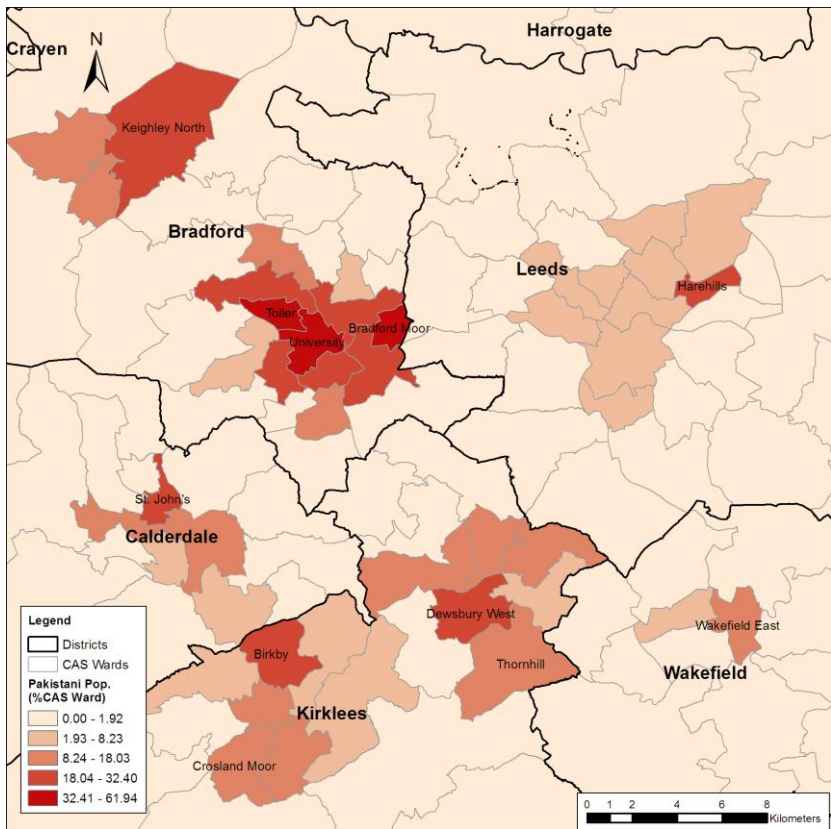 Craven
N
Harrogate
Keighley North
Bradford
Leeds
Harehills
Toller
Bradford Moor
University
St. John's
Calderdale
Dewsbury West
Wakefield East
Birkby
Thornhill
Wakefield
Kirklees
Crosland Moor
Legend
Districts
CAS Wards
Pakistani Pop.
(%CAS Ward)
0.00 - 1.92
1.93 - 8.23
8.24 - 18.03
18.04 - 32.40
32.41 - 61.94
0 1 2 4 6 8
Kilometers